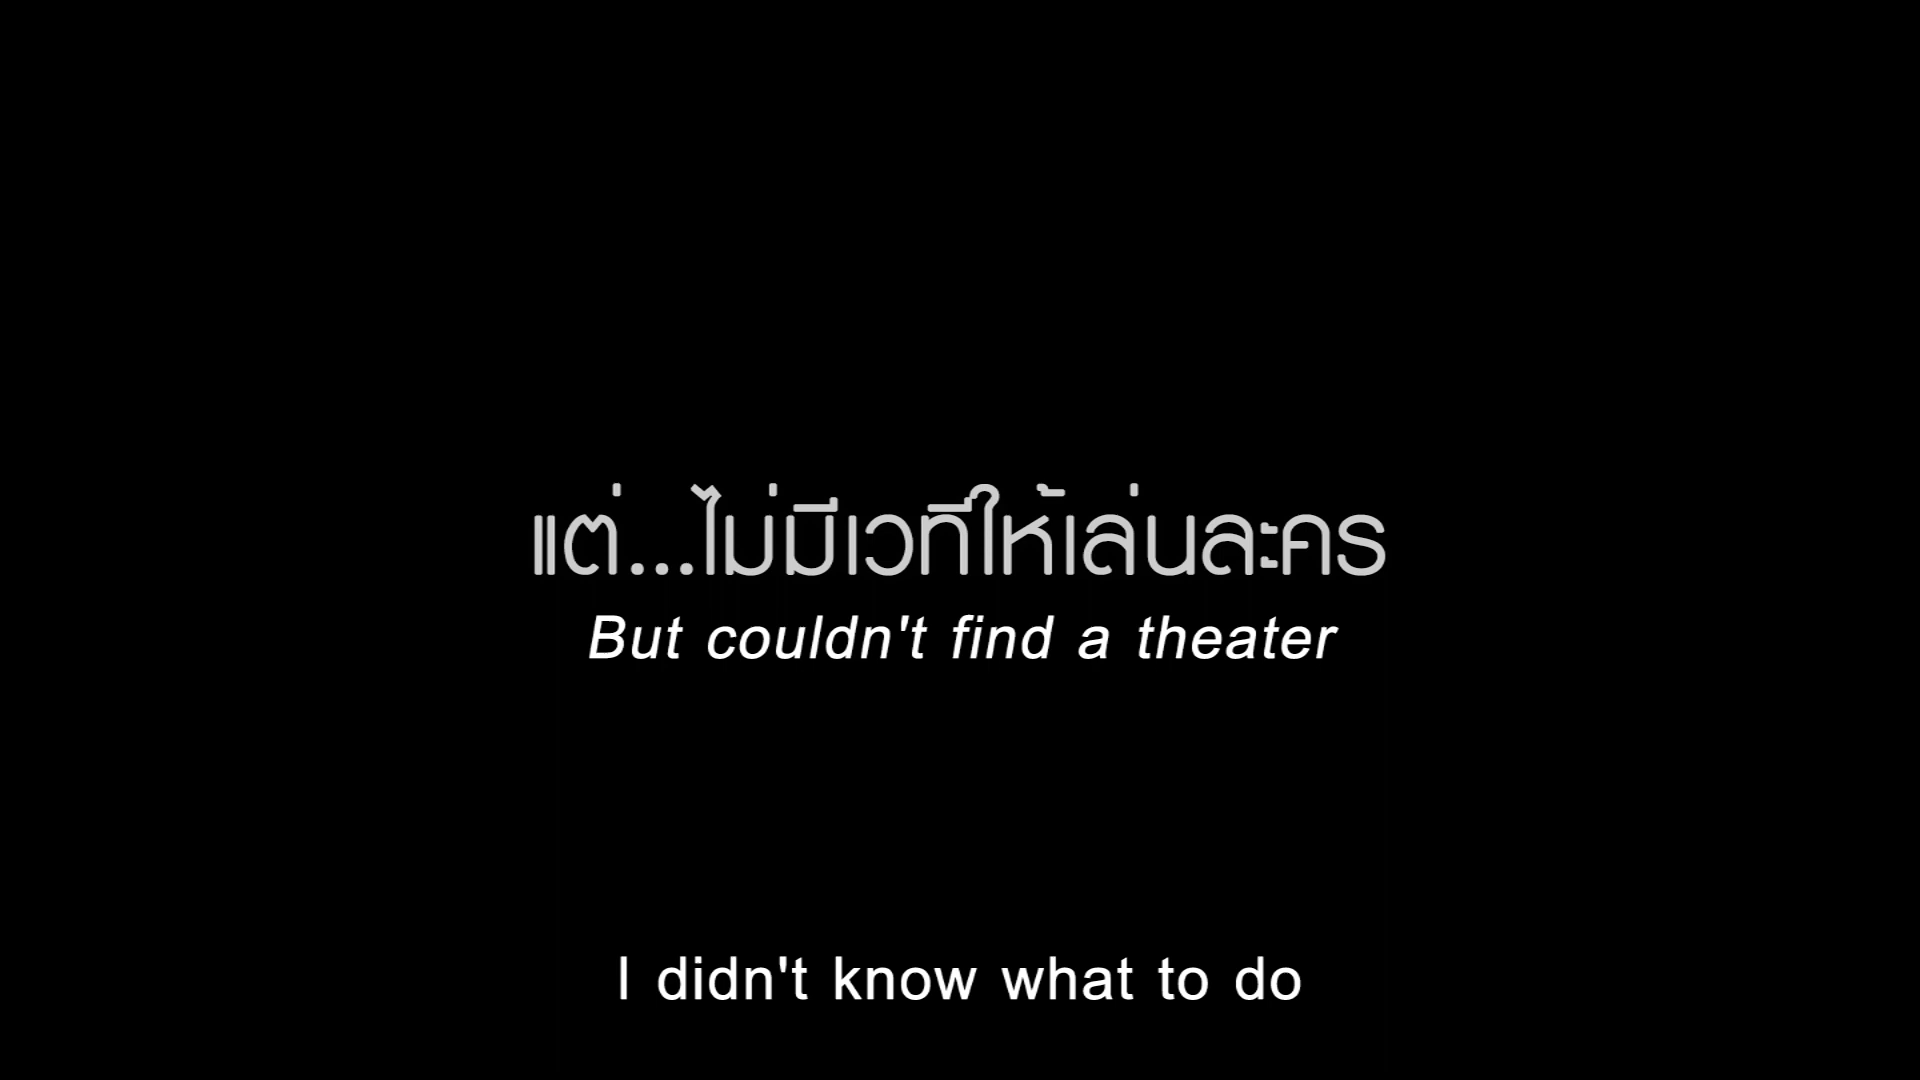 แต่...ไม่มีเวทีให้เล่นละคร
But couldn't find a theater
I didn't know what to do